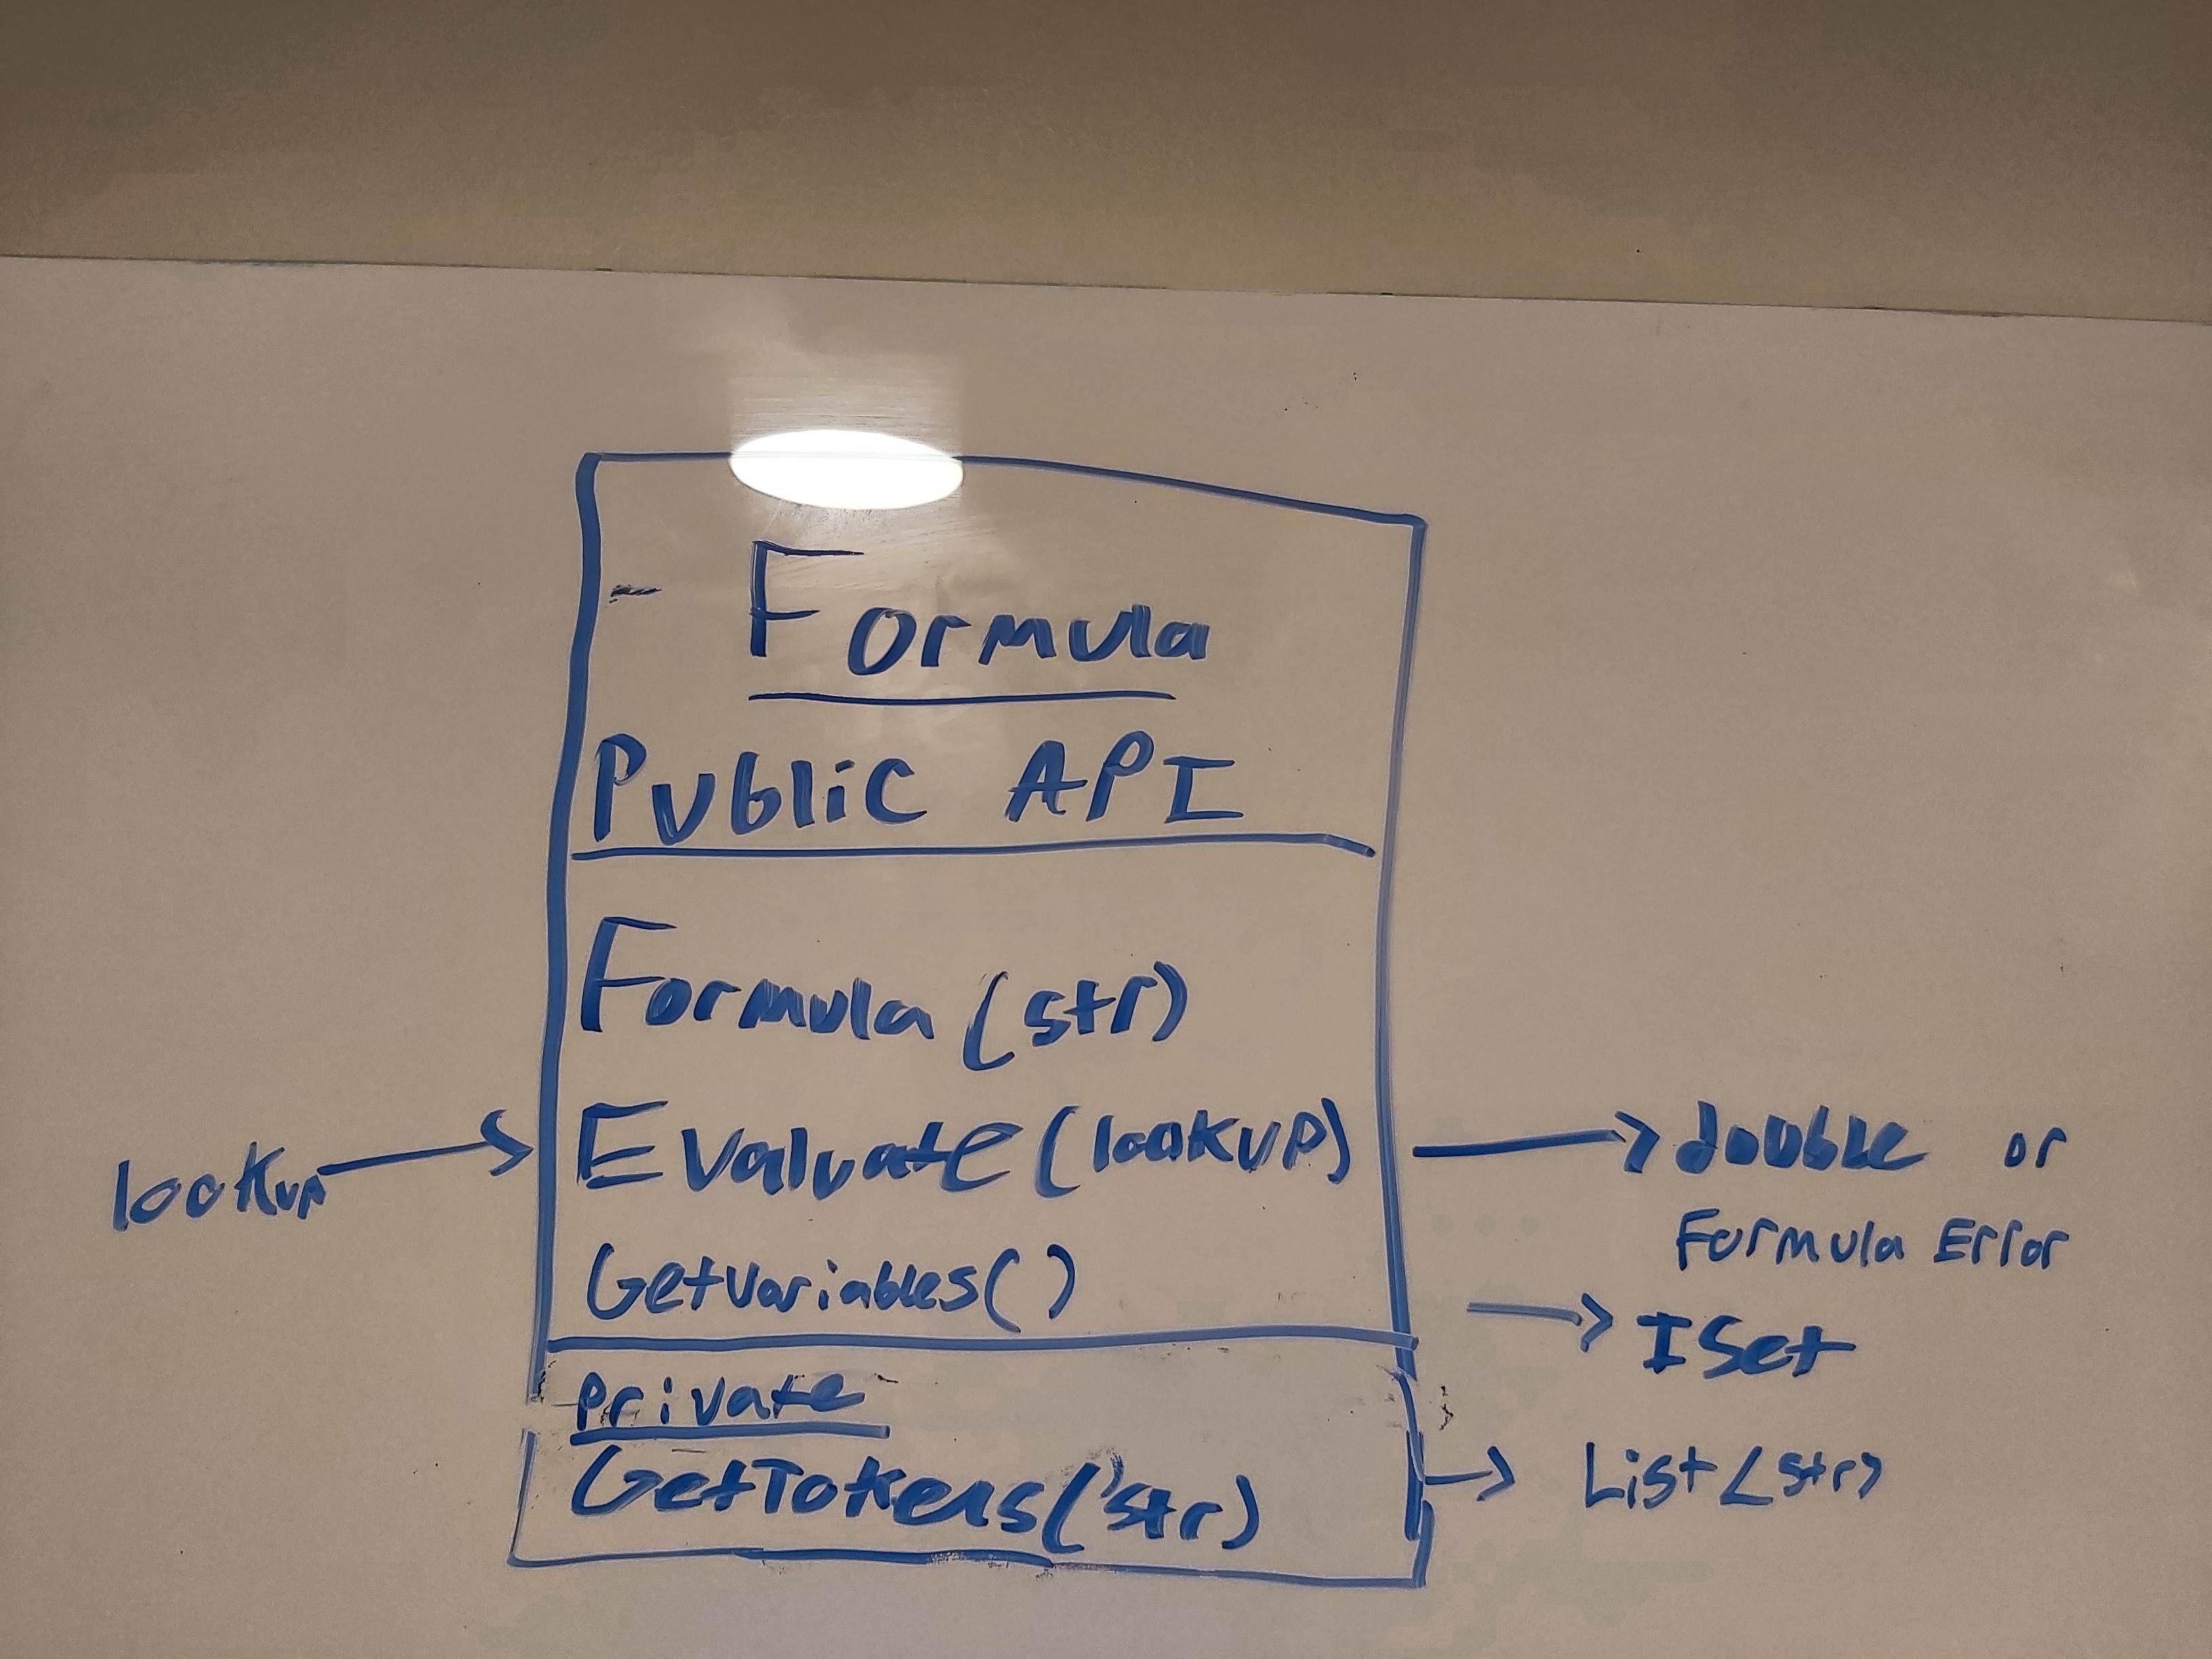 Formula
Public API
Formula (str)
lookup
Evaluate (lookup)
double or
Formula Error
GetVariables()
ISet
private
GetTokens('str)
List<str>